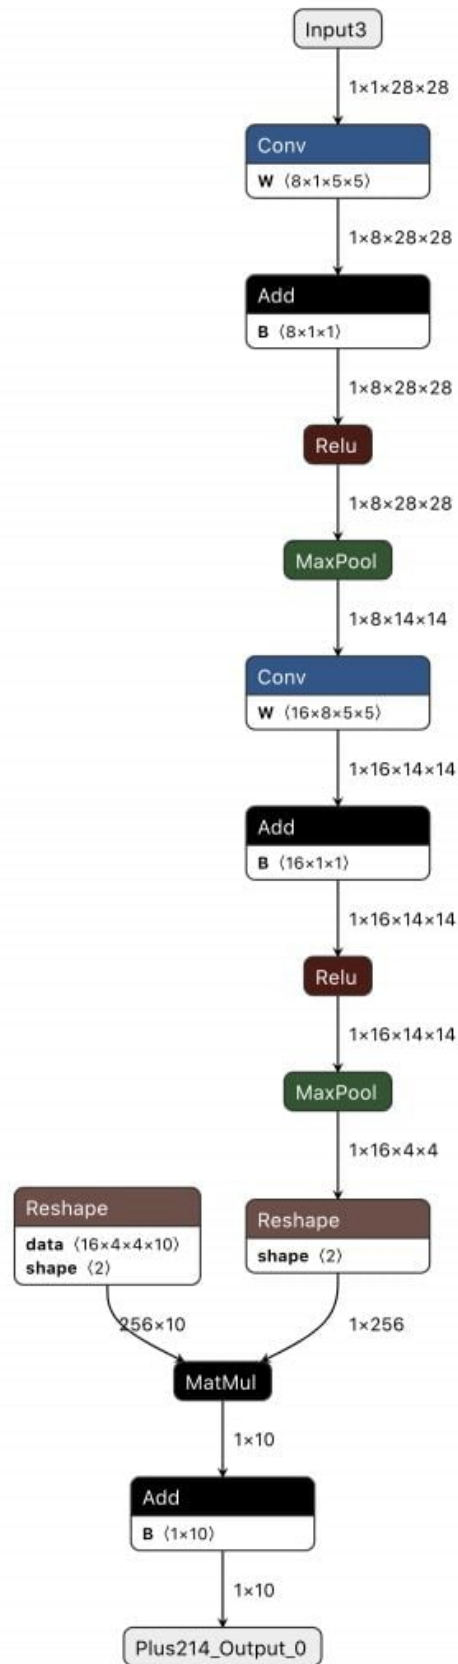 Input3
1×1×28×28
Conv
W ⟨8×1×5×5⟩
1×8×28×28
Add
B ⟨8×1×1⟩
1×8×28×28
Relu
1×8×28×28
MaxPool
1×8×14×14
Conv
W ⟨16×8×5×5⟩
1×16×14×14
Add
B ⟨16×1×1⟩
1×16×14×14
Relu
1×16×14×14
MaxPool
1×16×4×4
Reshape
data ⟨16×4×4×10⟩
shape ⟨2⟩
Reshape
shape ⟨2⟩
256×10
1×256
MatMul
1×10
Add
B ⟨1×10⟩
1×10
Plus214_Output_0